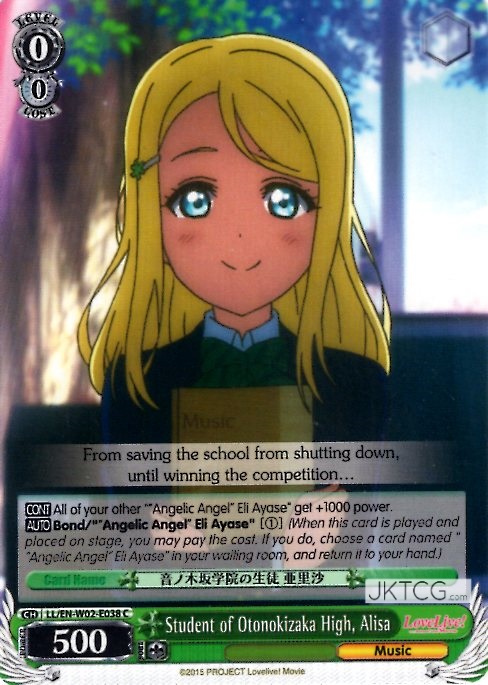 LEVEL
0
0
COST
Music
From saving the school from shutting down,
until winning the competition…
CONT All of your other ""Angelic Angel" Eli Ayase" get +1000 power.
AUTO Bond/""Angelic Angel" Eli Ayase" [①] (When this card is played and
placed on stage, you may pay the cost. If you do, choose a card named "
"Angelic Angel" Eli Ayase" in your waiting room, and return it to your hand.)
Card Name 音ノ木坂学院の生徒 亜里沙
JKTCG.com
CH LL/EN-W02-E038 C
POWER 500
Student of Otonokizaka High, Alisa
LoveLive!
Music
©2015 PROJECT Lovelive! Movie